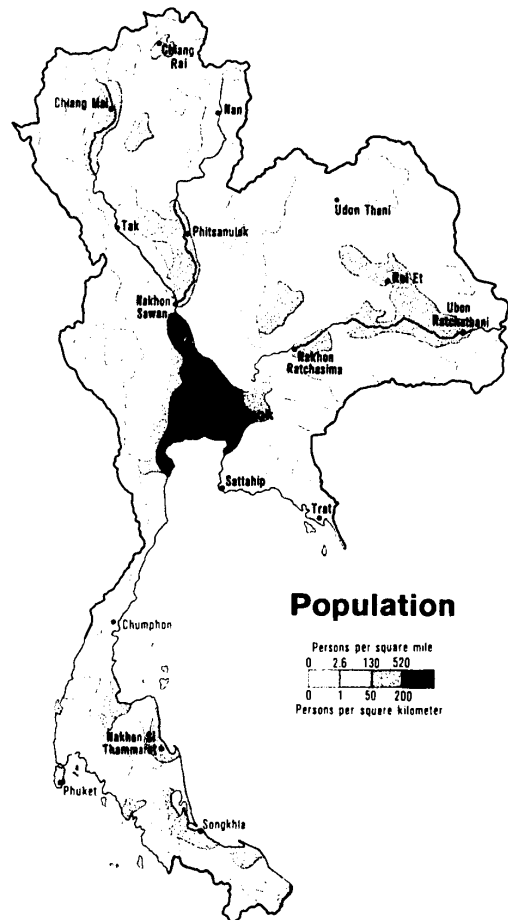 Chiang
Rai
Chiang Mai
Nan
Udon Thani
Tak
Phitsanulok
Roi Et
Nakhon
Sawan
Ubon
Ratchathani
Nakhon
Ratchasima
Sattahip
Trat
Population
Chumphon
Persons per square mile
0 2.6 130 520
0 1 50 200
Persons per square kilometer
Nakhon Si
Thammarat
Phuket
Songkhla